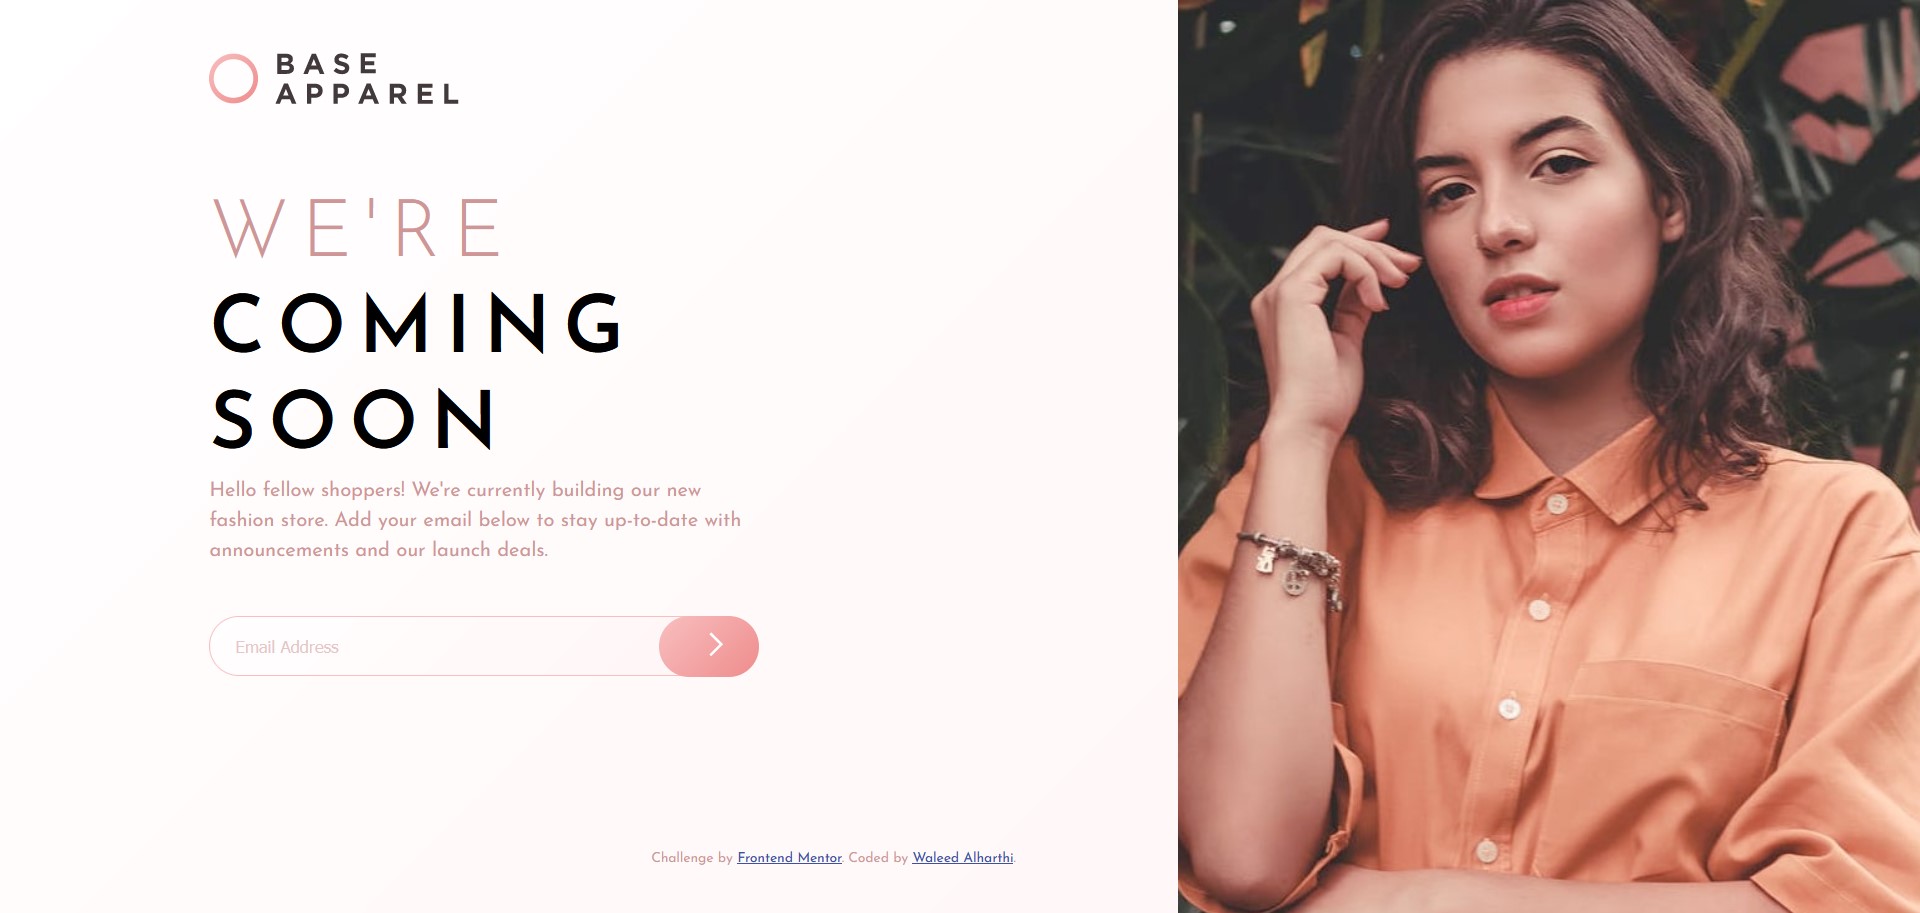 BASE
APPAREL
WE'RE
COMING
SOON
Hello fellow shoppers! We're currently building our new
fashion store. Add your email below to stay up-to-date with
announcements and our launch deals.
Email Address
Challenge by Frontend Mentor. Coded by Waleed Alharthi.